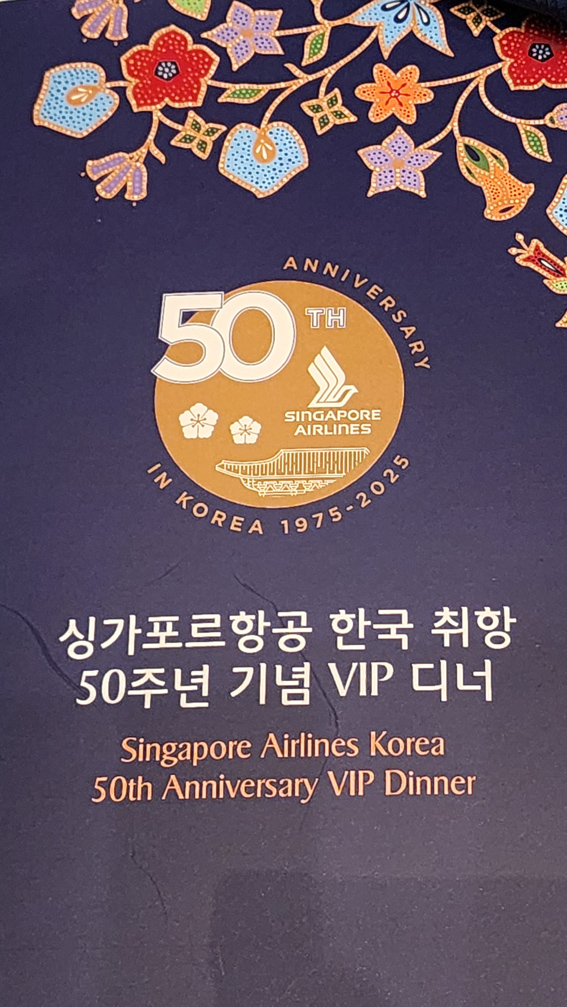 ANNIVERSARY
50TH
SINGAPORE
AIRLINES
IN KOREA 1975-2025
싱가포르항공 한국 취항
50주년 기념 VIP 디너
Singapore Airlines Korea
50th Anniversary VIP Dinner